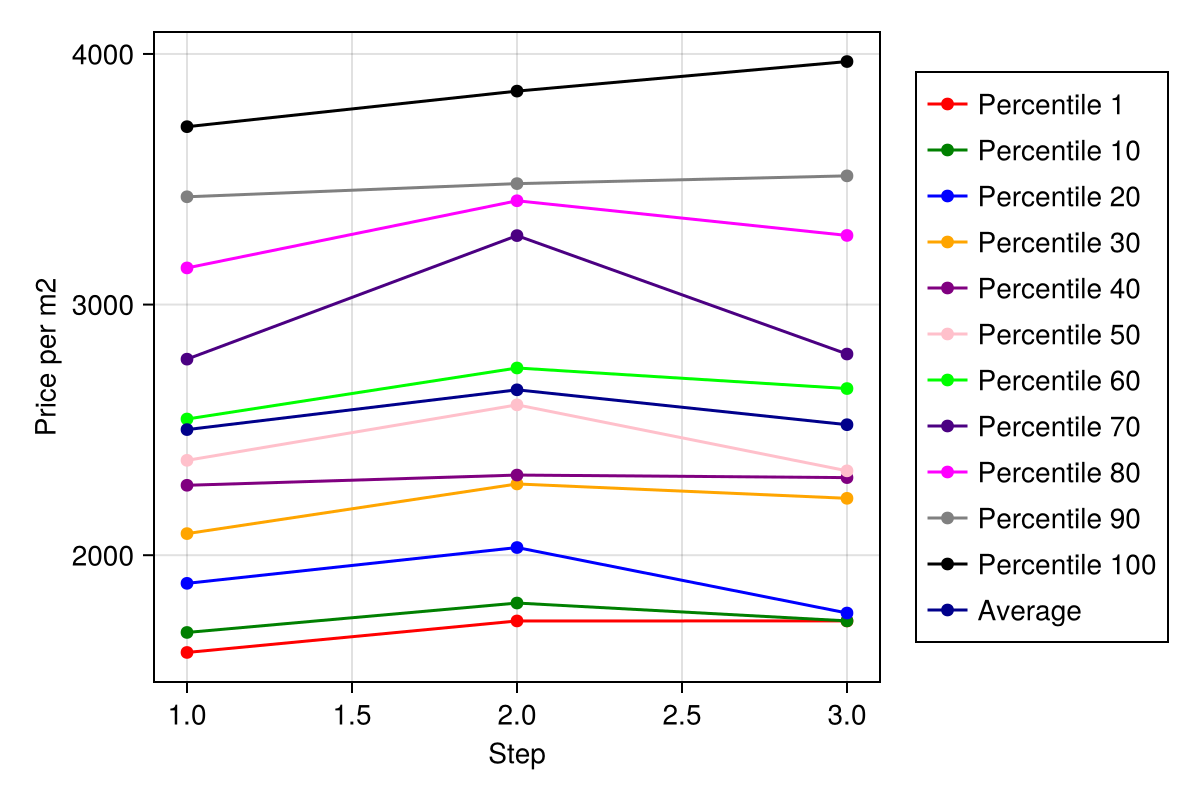 4000
3000
2000
Price per m2
1.0 1.5 2.0 2.5 3.0
Step
Percentile 1
Percentile 10
Percentile 20
Percentile 30
Percentile 40
Percentile 50
Percentile 60
Percentile 70
Percentile 80
Percentile 90
Percentile 100
Average